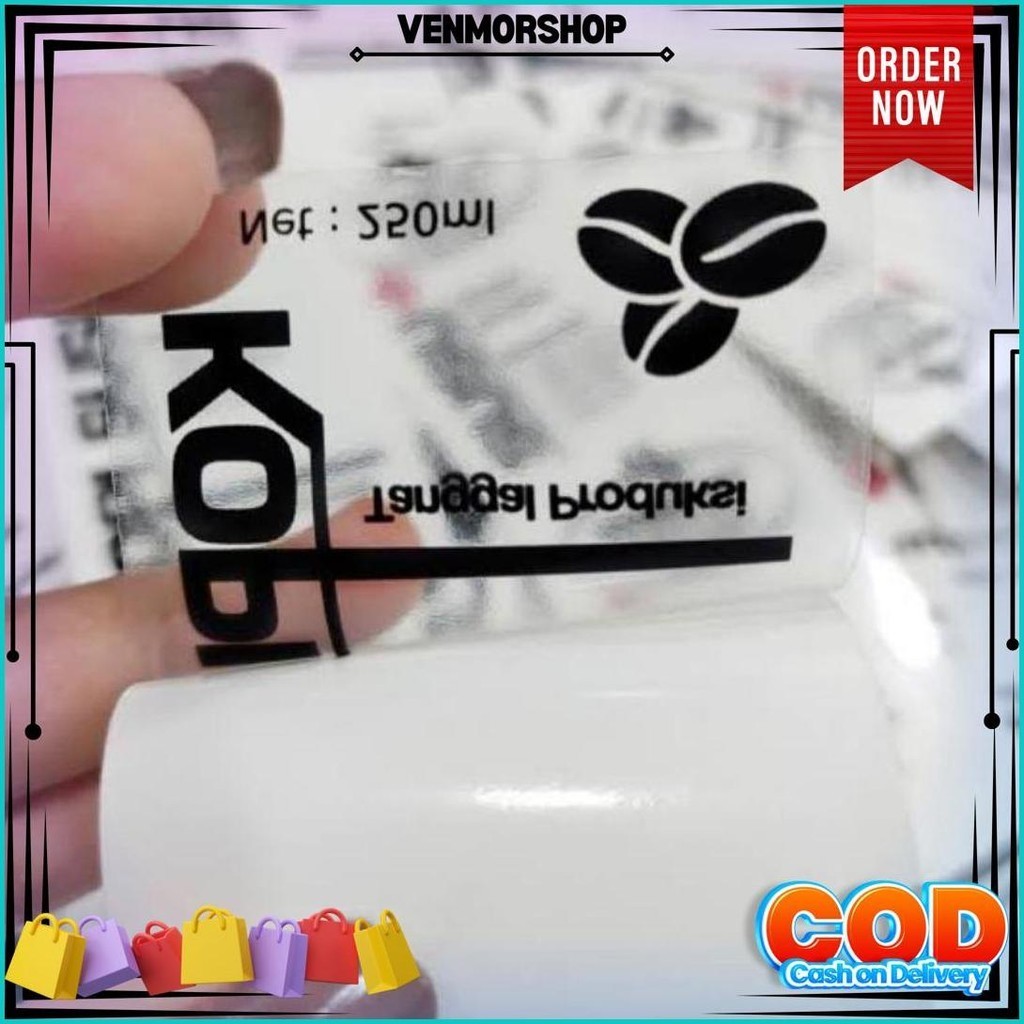 VENMORSHOP
ORDER
NOW
Net : 250ml
KOPI
Tanggal Produksi
COD
Cash on Delivery